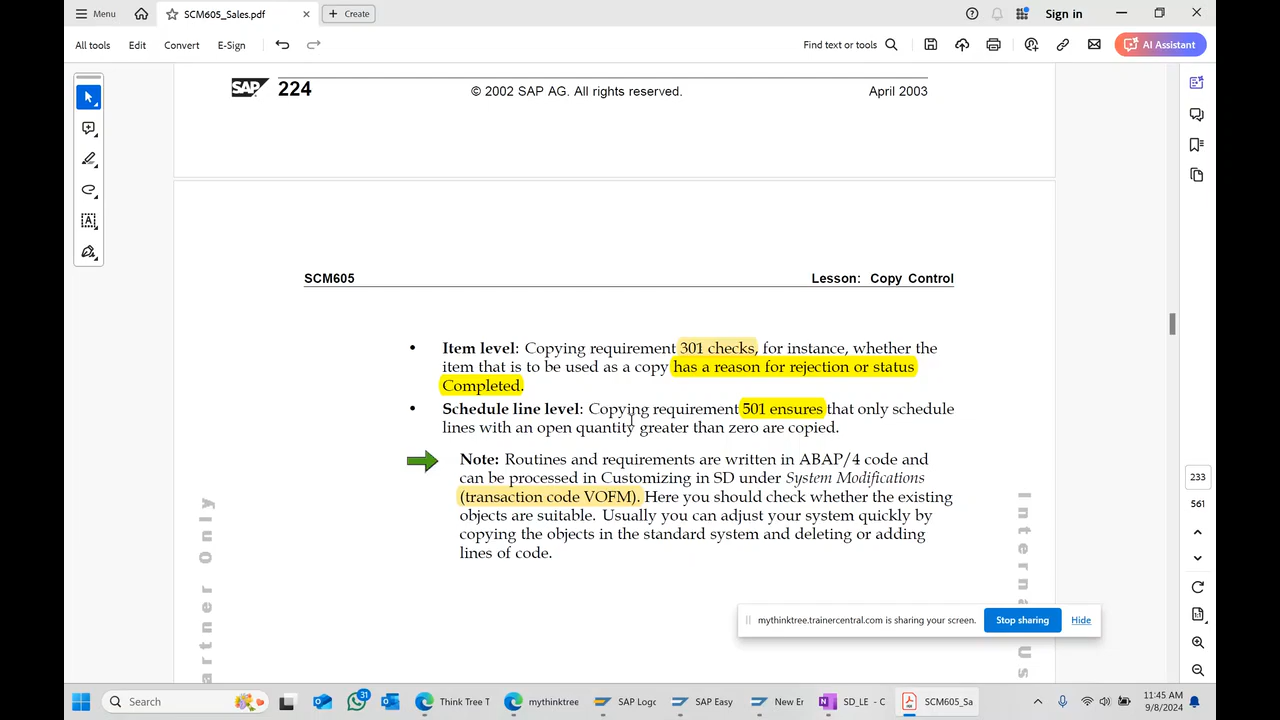 Menu
SCM605_Sales.pdf
Create
Sign in
All tools
Edit
Convert
E-Sign
Find text or tools
AI Assistant
SAP 224
© 2002 SAP AG. All rights reserved.
April 2003
SCM605
Lesson: Copy Control
• Item level: Copying requirement 301 checks, for instance, whether the
item that is to be used as a copy has a reason for rejection or status
Completed.
• Schedule line level: Copying requirement 501 ensures that only schedule
lines with an open quantity greater than zero are copied.
Note: Routines and requirements are written in ABAP/4 code and
can be processed in Customizing in SD under System Modifications
(transaction code VOFM). Here you should check whether the existing
objects are suitable. Usually you can adjust your system quickly by
copying the objects in the standard system and deleting or adding
lines of code.
artner Only
Interna
us
233
561
mythinktree.trainercentral.com is sharing your screen.
Stop sharing
Hide
Search
31
Think Tree T
mythinktree
SAP Logo
SAP Easy
New En
SD_LE - C
SCM605_Sa
11:45 AM
9/8/2024